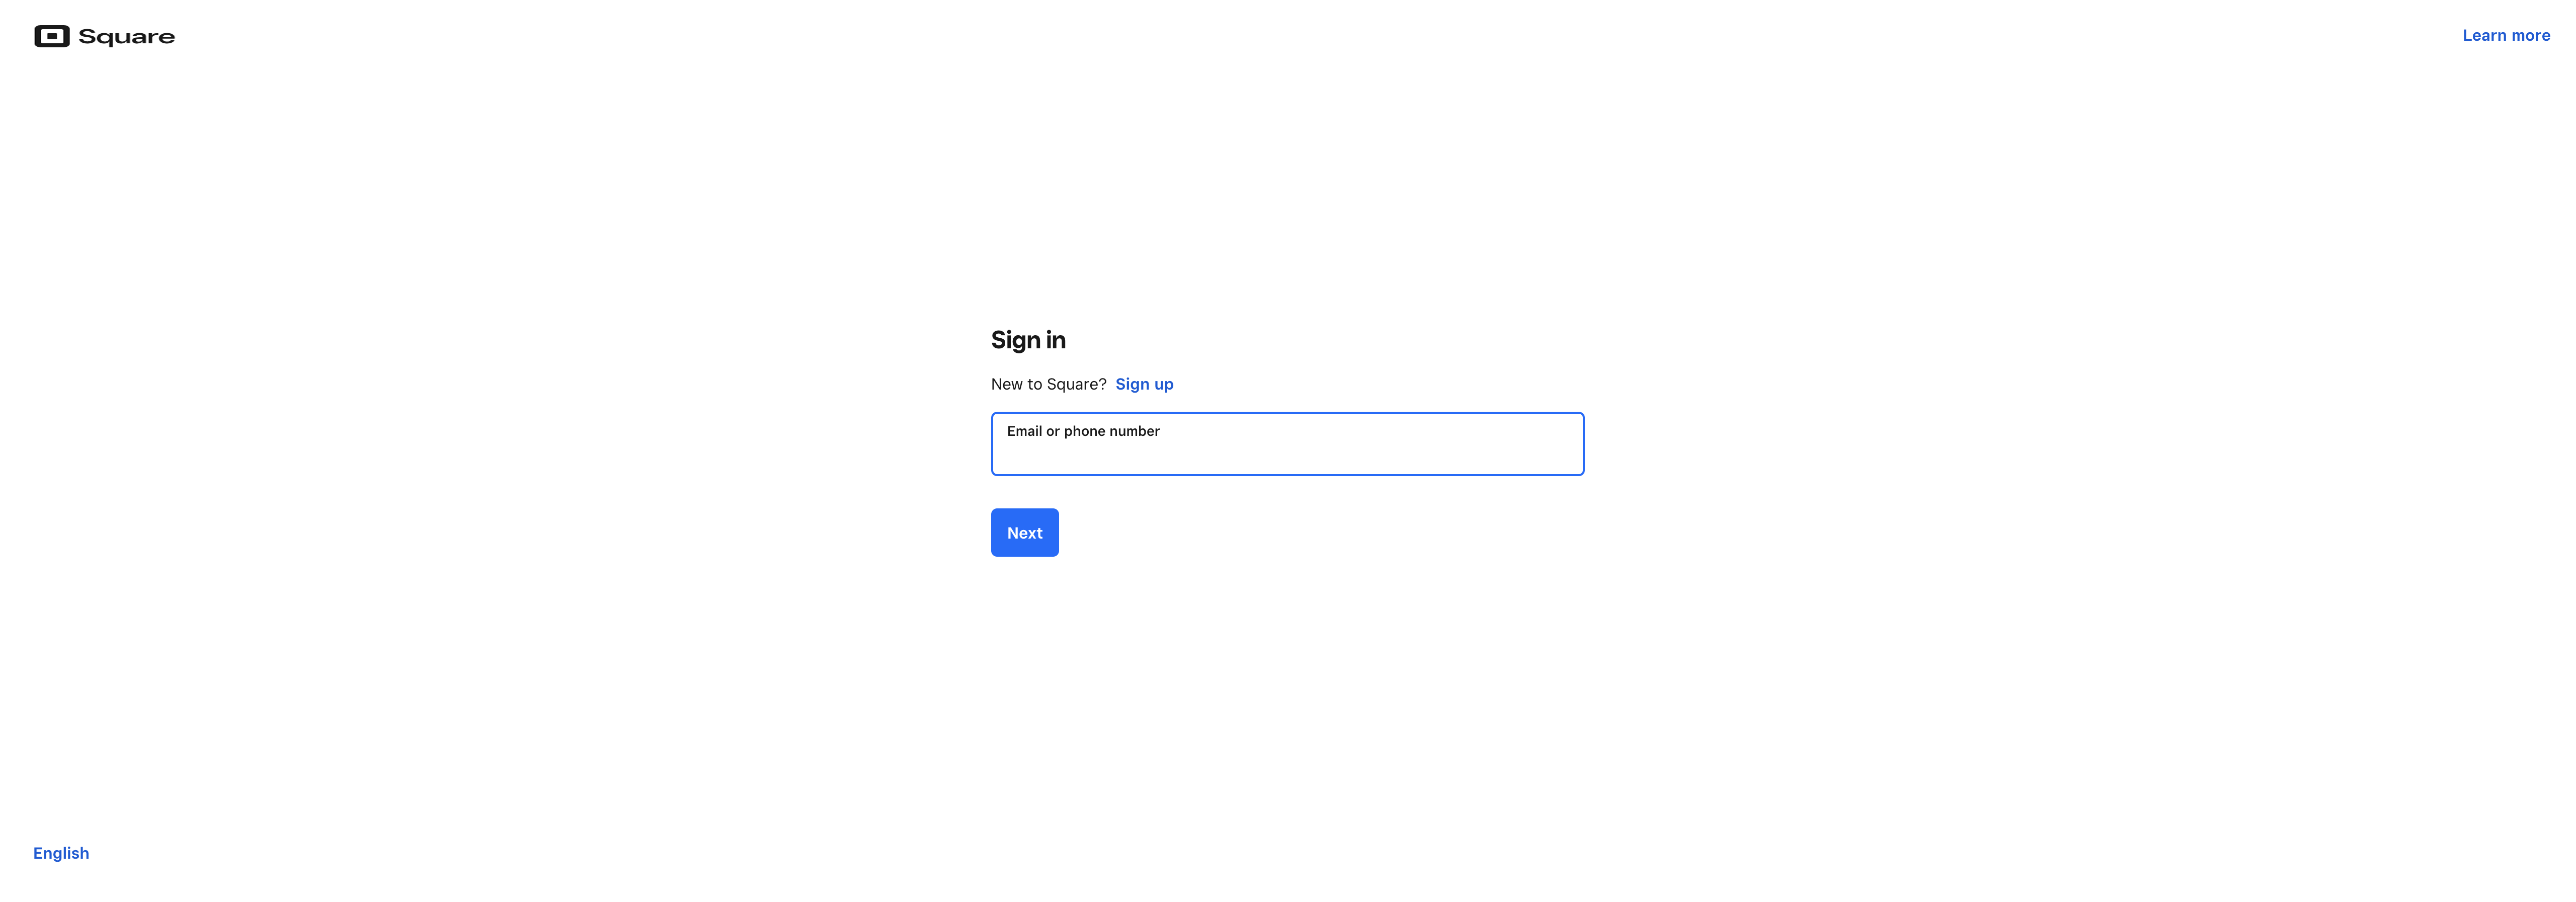 Square
Learn more
Sign in
New to Square? Sign up
Email or phone number
Next
English